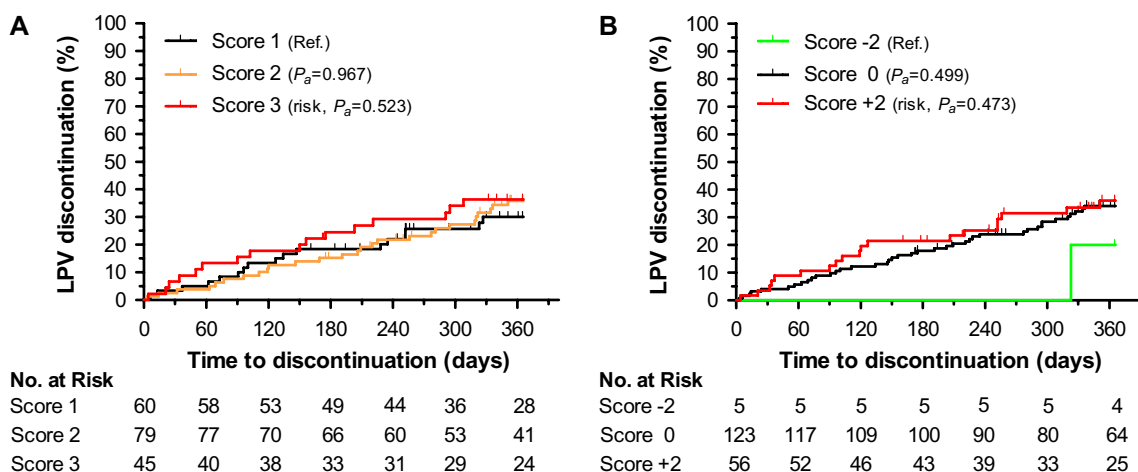 A
LPV discontinuation (%)
100
90
80
70
60
50
40
30
20
10
0
Score 1 (Ref.)
Score 2 (Pa=0.967)
Score 3 (risk, Pa=0.523)
0 60 120 180 240 300 360
Time to discontinuation (days)
No. at Risk
Score 1 60 58 53 49 44 36 28
Score 2 79 77 70 66 60 53 41
Score 3 45 40 38 33 31 29 24
B
LPV discontinuation (%)
100
90
80
70
60
50
40
30
20
10
0
Score -2 (Ref.)
Score 0 (Pa=0.499)
Score +2 (risk, Pa=0.473)
0 60 120 180 240 300 360
Time to discontinuation (days)
No. at Risk
Score -2 5 5 5 5 5 5 4
Score 0 123 117 109 100 90 80 64
Score +2 56 52 46 43 39 33 25